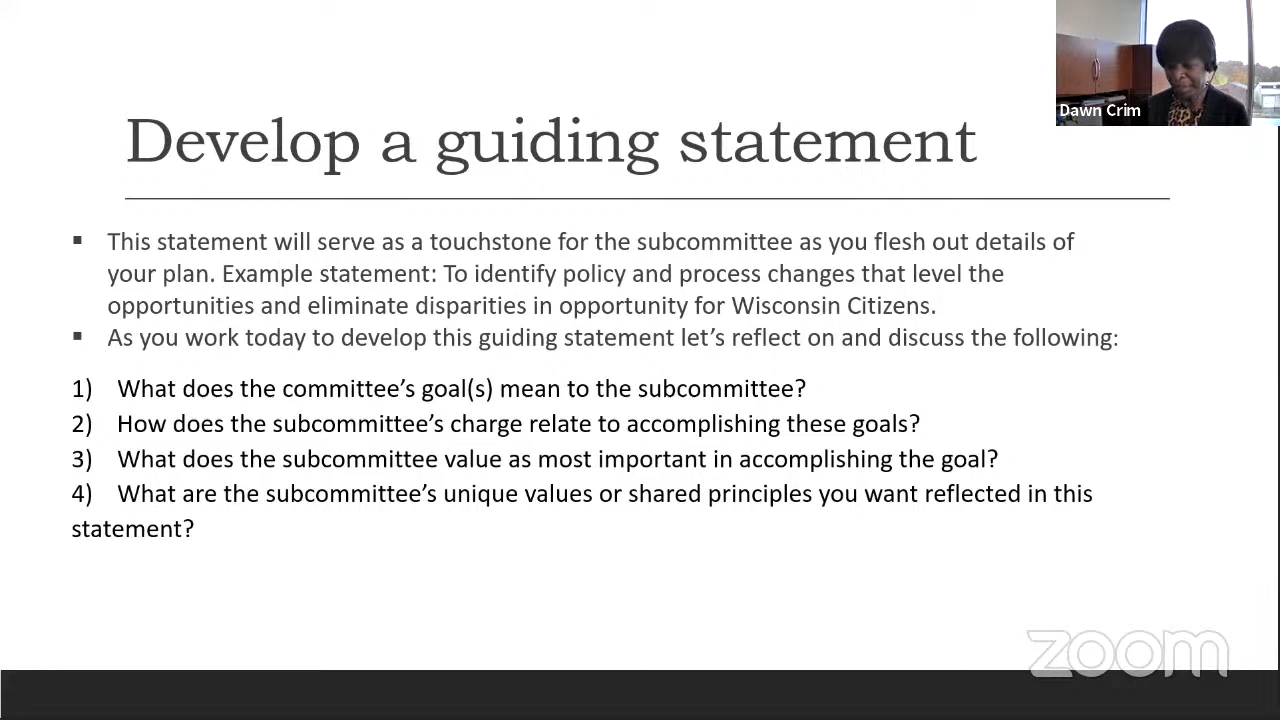 Dawn Crim
Develop a guiding statement
▪ This statement will serve as a touchstone for the subcommittee as you flesh out details of
your plan. Example statement: To identify policy and process changes that level the
opportunities and eliminate disparities in opportunity for Wisconsin Citizens.
▪ As you work today to develop this guiding statement let’s reflect on and discuss the following:
1) What does the committee’s goal(s) mean to the subcommittee?
2) How does the subcommittee’s charge relate to accomplishing these goals?
3) What does the subcommittee value as most important in accomplishing the goal?
4) What are the subcommittee’s unique values or shared principles you want reflected in this
statement?
zoom